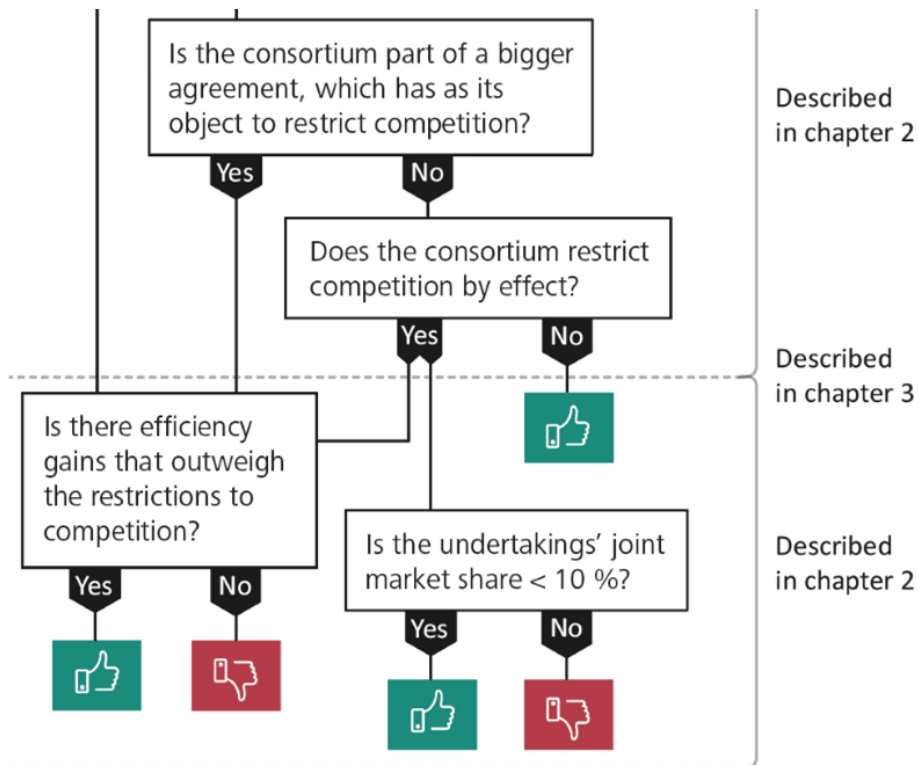 Is the consortium part of a bigger
agreement, which has as its
object to restrict competition?
Described
in chapter 2
Yes
No
Does the consortium restrict
competition by effect?
Yes
No
Described
in chapter 3
Is there efficiency
gains that outweigh
the restrictions to
competition?
Is the undertakings’ joint
market share < 10 %?
Described
in chapter 2
Yes
No
Yes
No